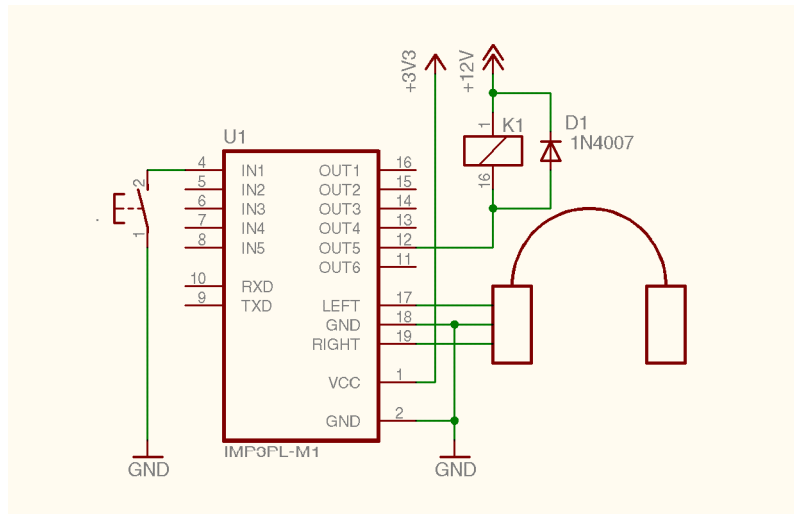 +3V3
+12V
U1
1
K1
D1
1N4007
4 IN1 OUT1 16
2
5 IN2 OUT2 15
6 IN3 OUT3 14
7 IN4 OUT4 13
1
8 IN5 OUT5 12
16
OUT6 11
10 RXD
9 TXD
LEFT 17
GND 18
RIGHT 19
VCC 1
GND 2
IMP3PL-M1
GND
GND